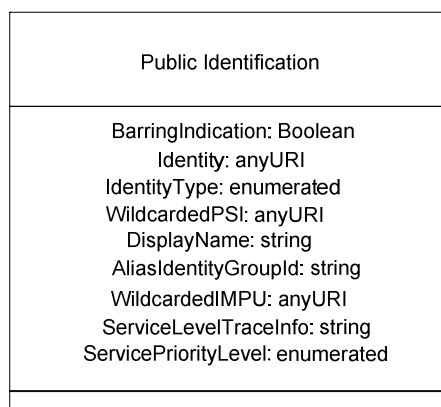 Public Identification
BarringIndication: Boolean
Identity: anyURI
IdentityType: enumerated
WildcardedPSI: anyURI
DisplayName: string
AliasIdentityGroupId: string
WildcardedIMPU: anyURI
ServiceLevelTraceInfo: string
ServicePriorityLevel: enumerated